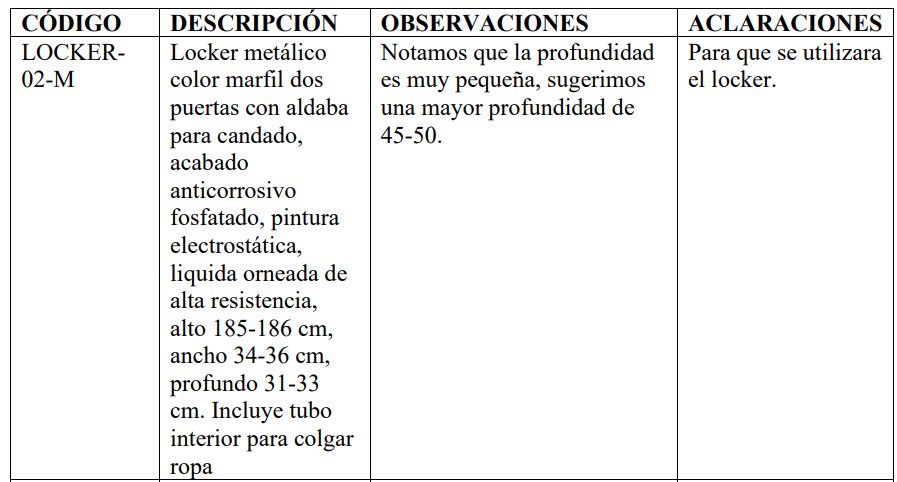 CÓDIGO DESCRIPCIÓN OBSERVACIONES ACLARACIONES
LOCKER-
02-M
Locker metálico
color marfil dos
puertas con aldaba
para candado,
acabado
anticorrosivo
fosfatado, pintura
electrostática,
liquida orneada de
alta resistencia,
alto 185-186 cm,
ancho 34-36 cm,
profundo 31-33
cm. Incluye tubo
interior para colgar
ropa
Notamos que la profundidad
es muy pequeña, sugerimos
una mayor profundidad de
45-50.
Para que se utilizara
el locker.